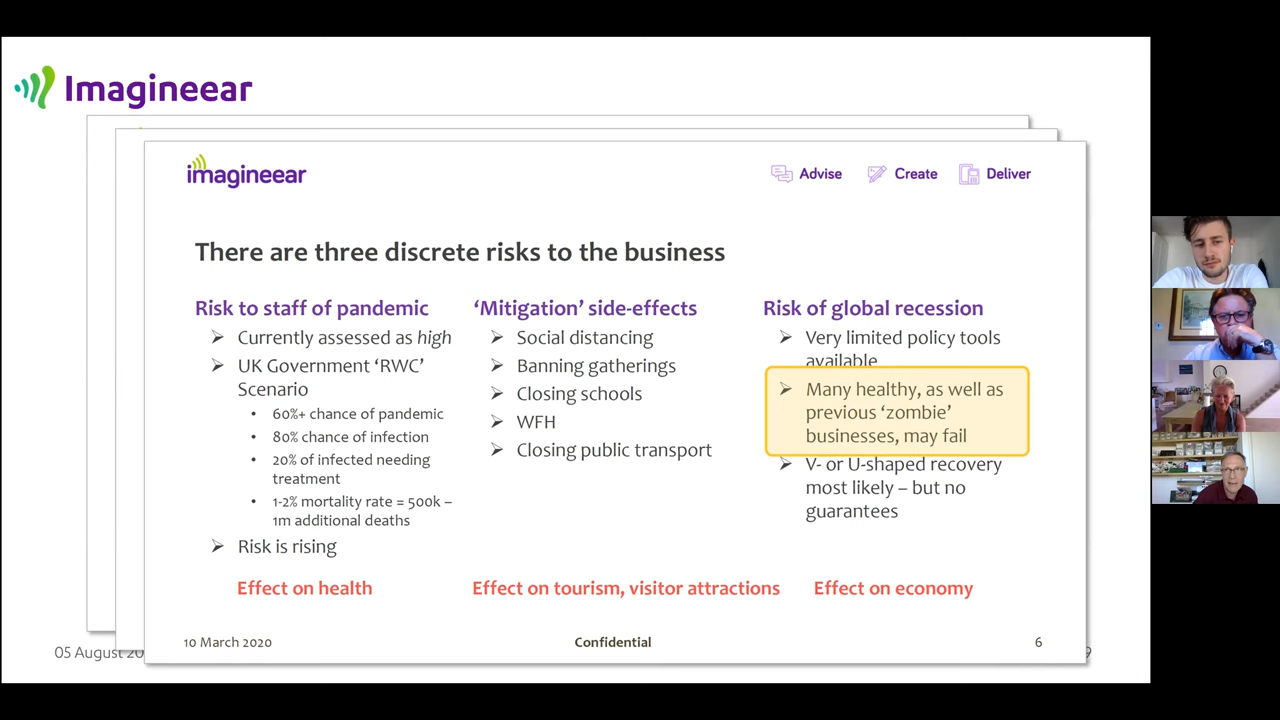 Imagineear
imagineear
Advise
Create
Deliver
There are three discrete risks to the business
Risk to staff of pandemic
Currently assessed as high
UK Government ‘RWC’
Scenario
60%+ chance of pandemic
80% chance of infection
20% of infected needing
treatment
1-2% mortality rate = 500k –
1m additional deaths
Risk is rising
Effect on health
‘Mitigation’ side-effects
Social distancing
Banning gatherings
Closing schools
WFH
Closing public transport
Effect on tourism, visitor attractions
Risk of global recession
Very limited policy tools
available
Many healthy, as well as
previous ‘zombie’
businesses, may fail
V- or U-shaped recovery
most likely – but no
guarantees
Effect on economy
10 March 2020
Confidential
6
05 August 20
9